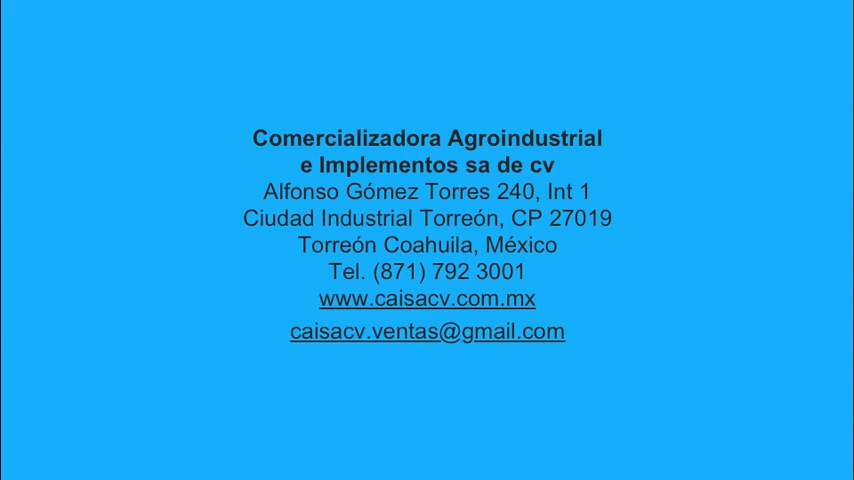 Comercializadora Agroindustrial
e Implementos sa de cv
Alfonso Gómez Torres 240, Int 1
Ciudad Industrial Torreón, CP 27019
Torreón Coahuila, México
Tel. (871) 792 3001
www.caisacv.com.mx
caisacv.ventas@gmail.com